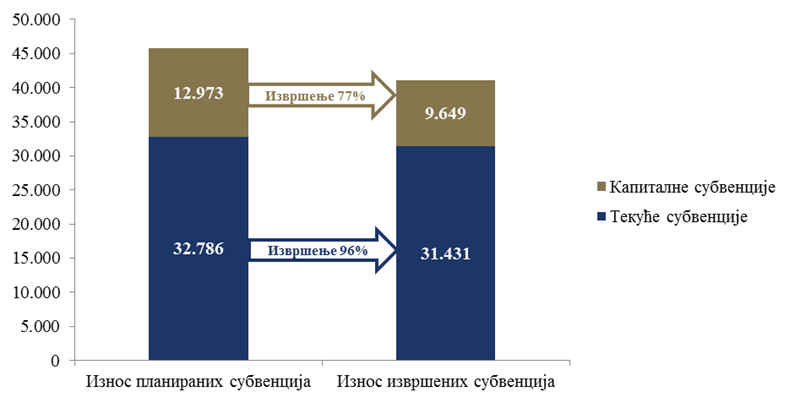 50.000
45.000
40.000
35.000
30.000
25.000
20.000
15.000
10.000
5.000
0
12.973
Извршење 77%
9.649
32.786
Извршење 96%
31.431
Износ планираних субвенција
Износ извршених субвенција
Капиталне субвенције
Текуће субвенције